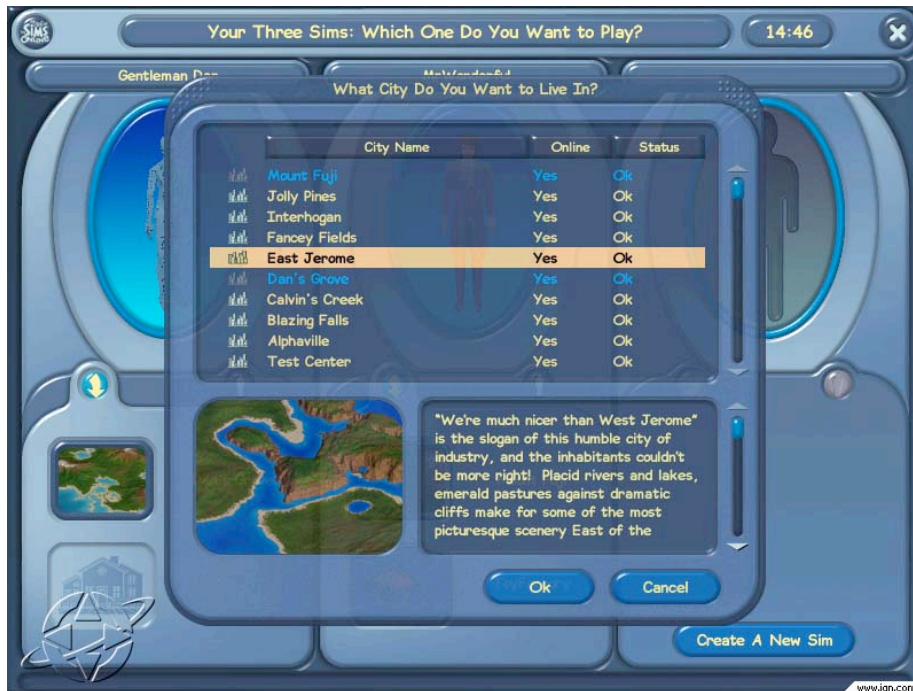 Your Three Sims: Which One Do You Want to Play?
14:46
Gentleman Dan
MrWonderful
What City Do You Want to Live In?
City Name Online Status
Mount Fuji Yes Ok
Jolly Pines Yes Ok
Interhogan Yes Ok
Fancey Fields Yes Ok
East Jerome Yes Ok
Dan's Grove Yes Ok
Calvin's Creek Yes Ok
Blazing Falls Yes Ok
Alphaville Yes Ok
Test Center Yes Ok
"We're much nicer than West Jerome"
is the slogan of this humble city of
industry, and the inhabitants couldn't
be more right! Placid rivers and lakes,
emerald pastures against dramatic
cliffs make for some of the most
picturesque scenery East of the
Ok Cancel
Create A New Sim
www.ign.com